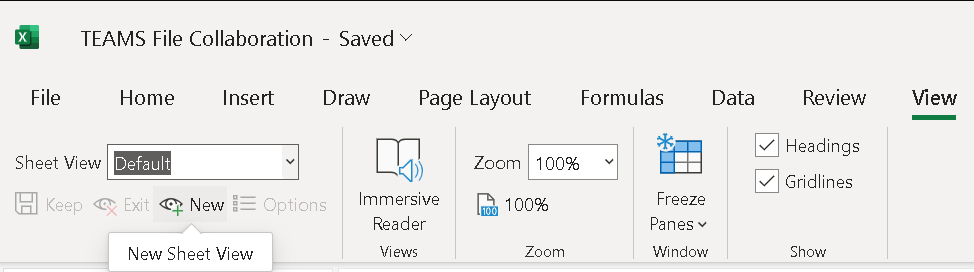 TEAMS File Collaboration - Saved
File Home Insert Draw Page Layout Formulas Data Review View
Sheet View Default
Keep Exit New Options
New Sheet View
Immersive
Reader
Views
Zoom 100%
100
100%
Zoom
Freeze
Panes
Window
Headings
Gridlines
Show